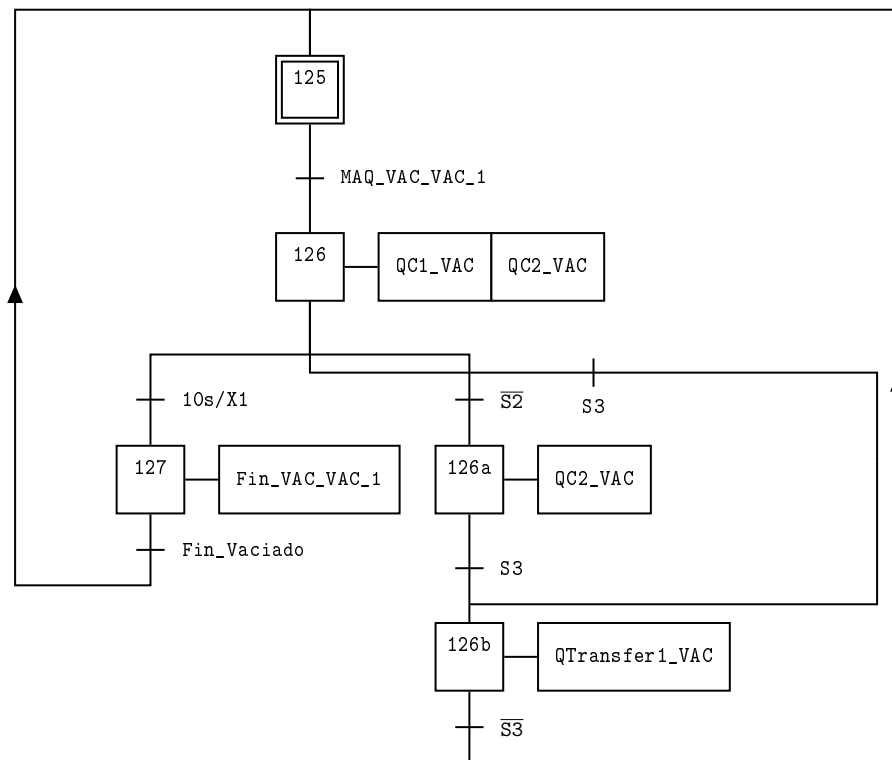 125
MAQ_VAC_VAC_1
126
QC1_VAC
QC2_VAC
10s/X1
S2̅
S3
127
Fin_VAC_VAC_1
126a
QC2_VAC
Fin_Vaciado
S3
126b
QTransfer1_VAC
S3̅